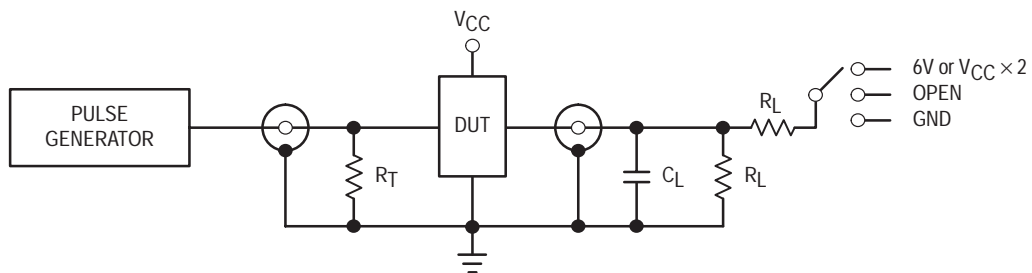 VCC
PULSE
GENERATOR
DUT
RT
CL
RL
RL
6V or VCC × 2
OPEN
GND